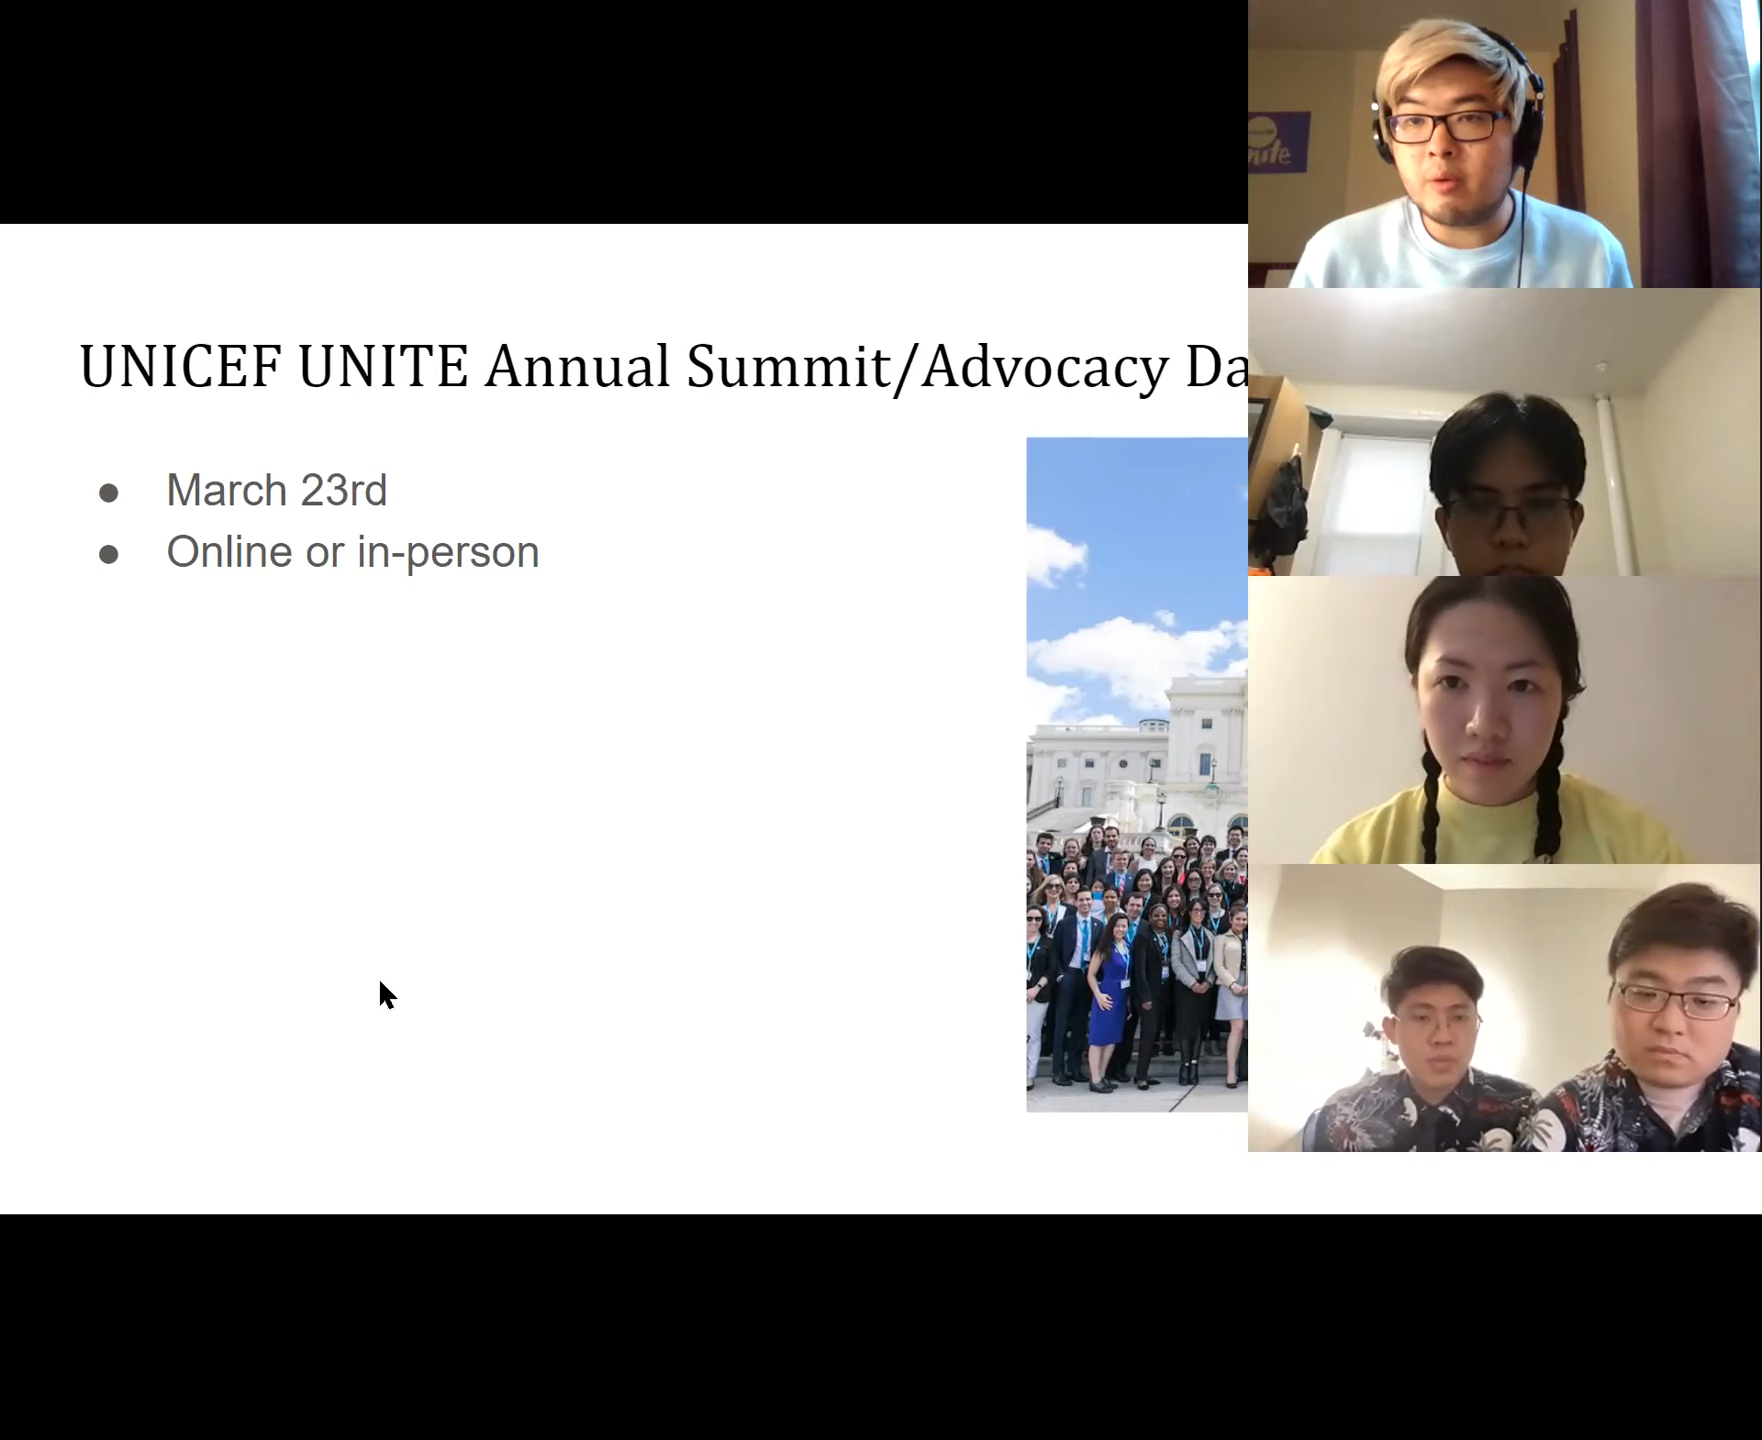 UNICEF UNITE Annual Summit/Advocacy Da
● March 23rd
● Online or in-person